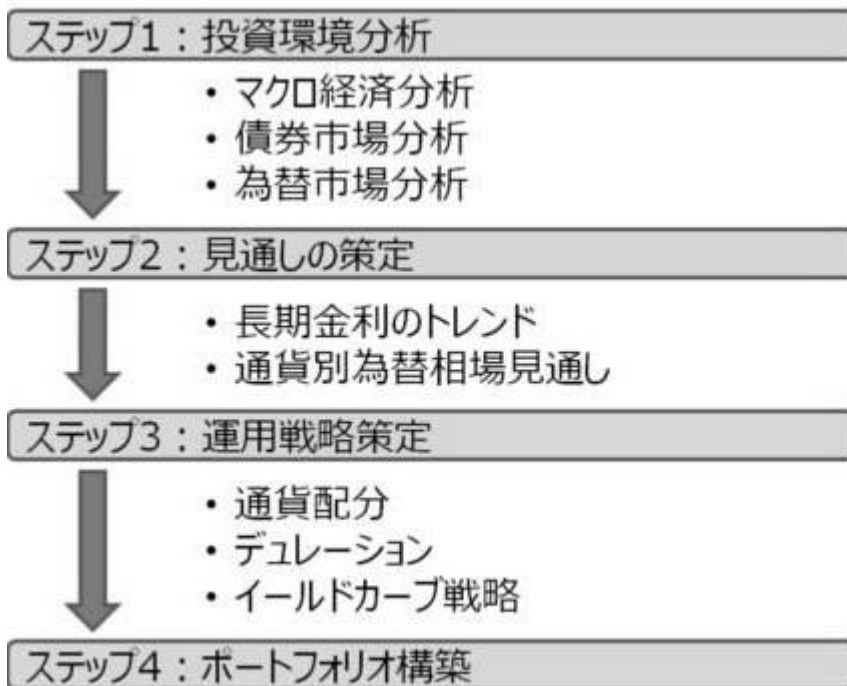 ステップ1：投資環境分析
・マクロ経済分析
・債券市場分析
・為替市場分析
ステップ2：見通しの策定
・長期金利のトレンド
・通貨別為替相場見通し
ステップ3：運用戦略策定
・通貨配分
・デュレーション
・イールドカーブ戦略
ステップ4：ポートフォリオ構築